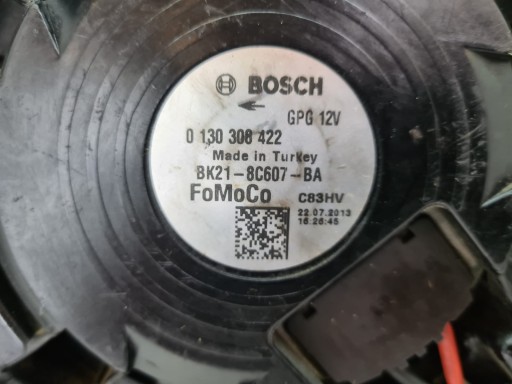 BOSCH
GPG 12V
0 130 308 422
Made in Turkey
BK21-8C607-BA
FoMoCo C83HV
22.07.2013
16:26:45